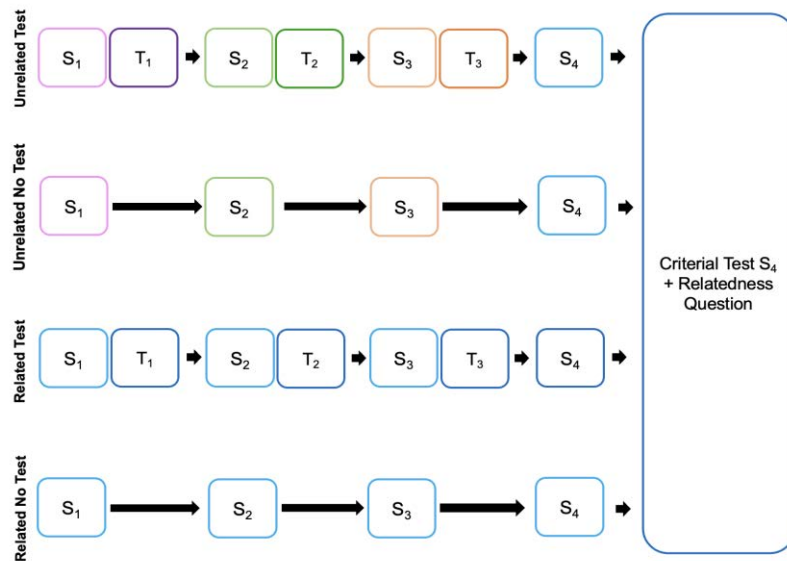 Unrelated Test
S₁ T₁ S₂ T₂ S₃ T₃ S₄
Unrelated No Test
S₁ S₂ S₃ S₄
Related Test
S₁ T₁ S₂ T₂ S₃ T₃ S₄
Related No Test
S₁ S₂ S₃ S₄
Criterial Test S₄
+ Relatedness
Question